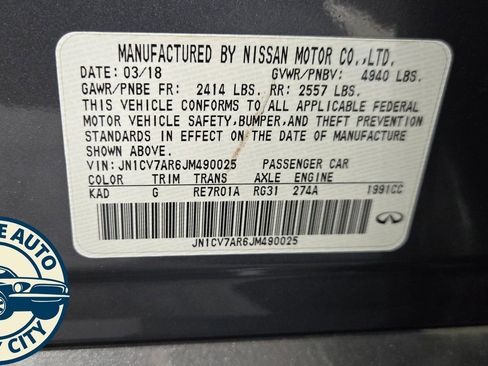 MANUFACTURED BY NISSAN MOTOR CO.,LTD.
DATE: 03/18 GVWR/PNBV: 4940 LBS.
GAWR/PNBE FR: 2414 LBS. RR: 2557 LBS.
THIS VEHICLE CONFORMS TO ALL APPLICABLE FEDERAL
MOTOR VEHICLE SAFETY,BUMPER,AND THEFT PREVENTION
STANDARDS IN EFFECT ON THE DATE OF MANUFACTURE
SHOWN ABOVE.
VIN: JN1CV7AR6JM490025 PASSENGER CAR
COLOR TRIM TRANS AXLE ENGINE
KAD G RE7R01A RG31 274A 1991CC
JN1CV7AR6JM490025
E AUTO
Y CITY